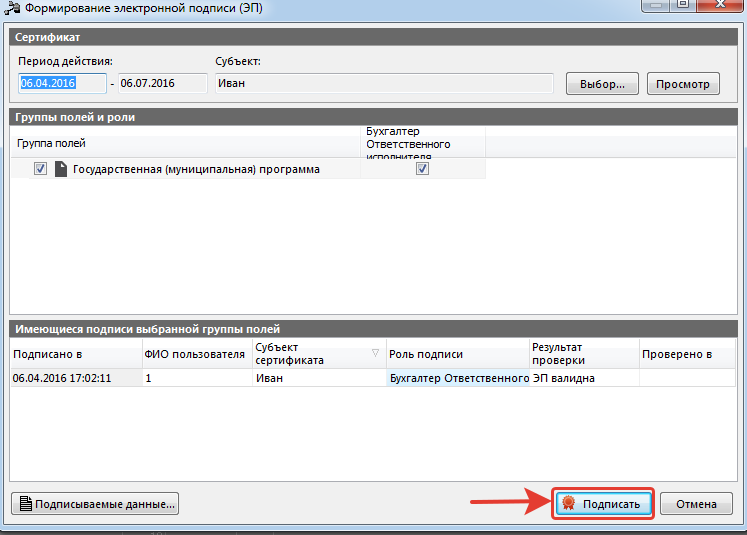 Формирование электронной подписи (ЭП)
Сертификат
Период действия: Субъект:
06.04.2016 - 06.07.2016 Иван Выбор... Просмотр
Группы полей и роли
Группа полей
Бухгалтер
Ответственного
исполнителя
Государственная (муниципальная) программа
Имеющиеся подписи выбранной группы полей
Подписано в ФИО пользователя Субъект сертификата Роль подписи Результат проверки Проверено в
06.04.2016 17:02:11 1 Иван Бухгалтер Ответственного ЭП валидна
Подписываемые данные... Подписать Отмена